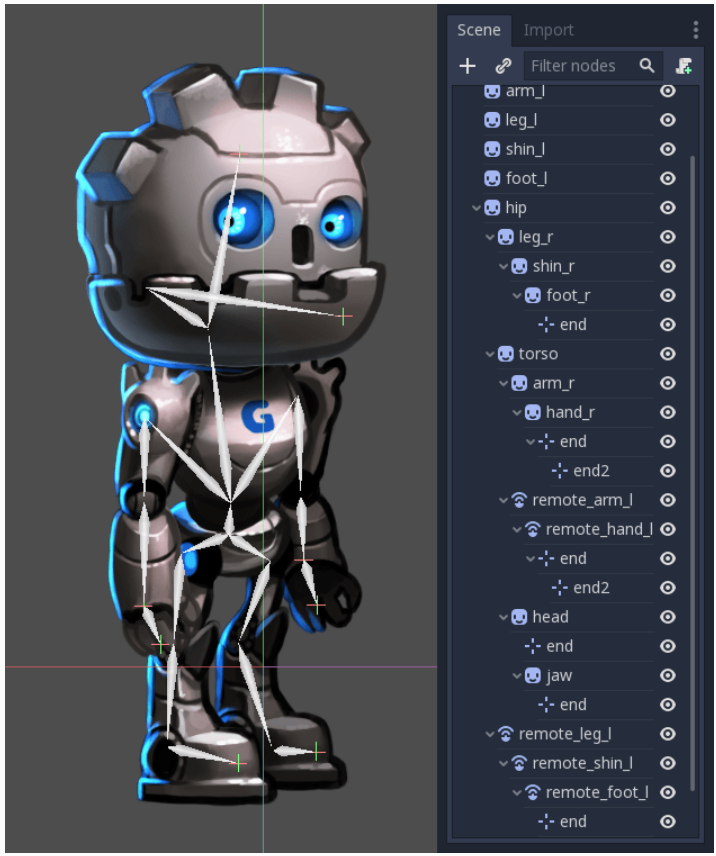 Scene Import
Filter nodes
arm_l
leg_l
shin_l
foot_l
hip
leg_r
shin_r
foot_r
end
torso
arm_r
hand_r
end
end2
remote_arm_l
remote_hand_l
end
end2
head
end
jaw
end
remote_leg_l
remote_shin_l
remote_foot_l
end
G